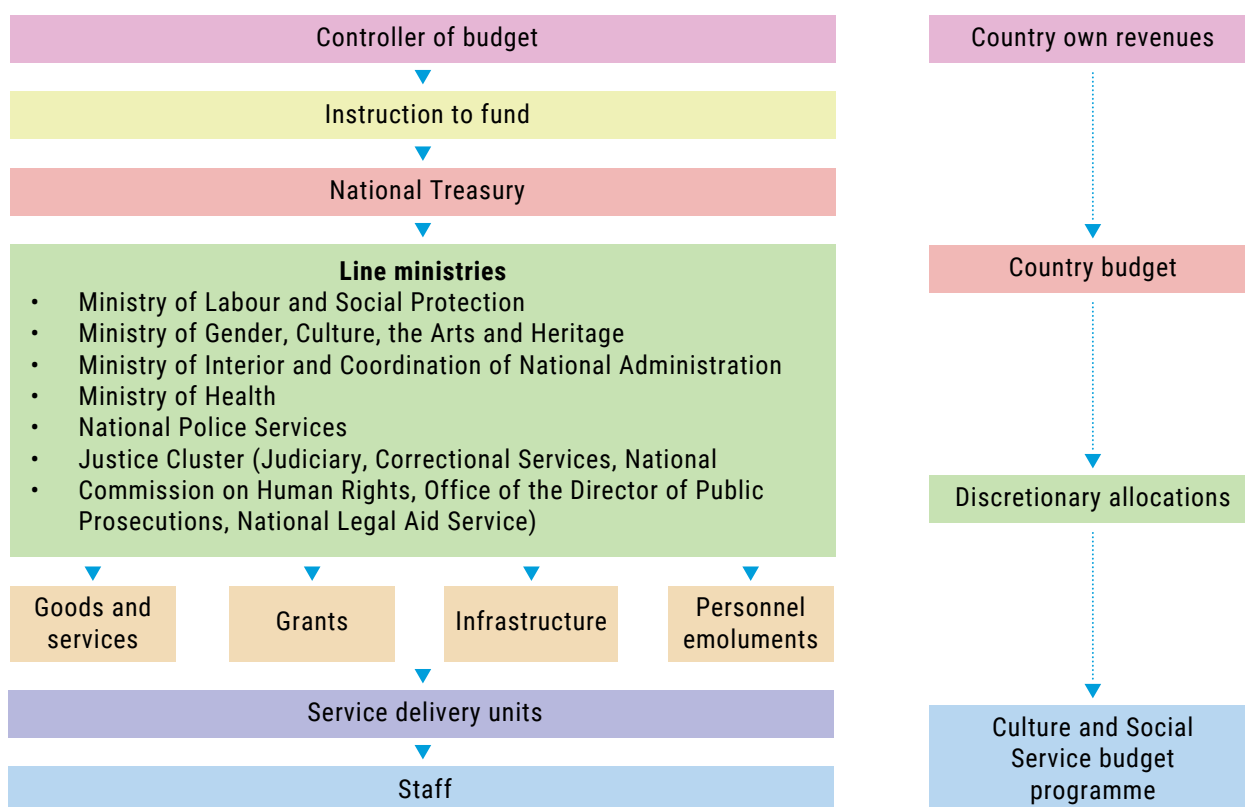 Controller of budget
Instruction to fund
National Treasury
Line ministries
• Ministry of Labour and Social Protection
• Ministry of Gender, Culture, the Arts and Heritage
• Ministry of Interior and Coordination of National Administration
• Ministry of Health
• National Police Services
• Justice Cluster (Judiciary, Correctional Services, National
• Commission on Human Rights, Office of the Director of Public
Prosecutions, National Legal Aid Service)
Goods and
services
Grants
Infrastructure
Personnel
emoluments
Service delivery units
Staff
Country own revenues
Country budget
Discretionary allocations
Culture and Social
Service budget
programme